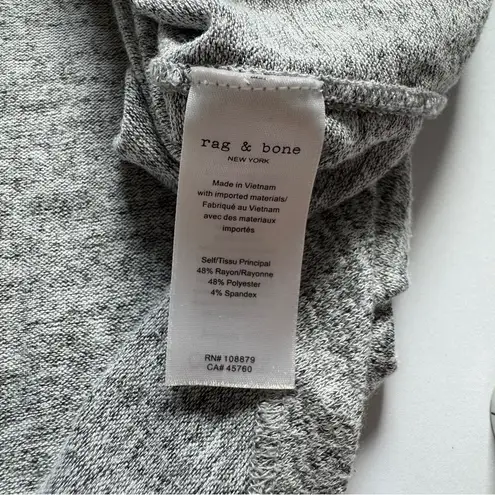 rag & bone
NEW YORK
Made in Vietnam
with imported materials/
Fabriqué au Vietnam
avec des materiaux
importés
Self/Tissu Principal
48% Rayon/Rayonne
48% Polyester
4% Spandex
RN# 108879
CA# 45760